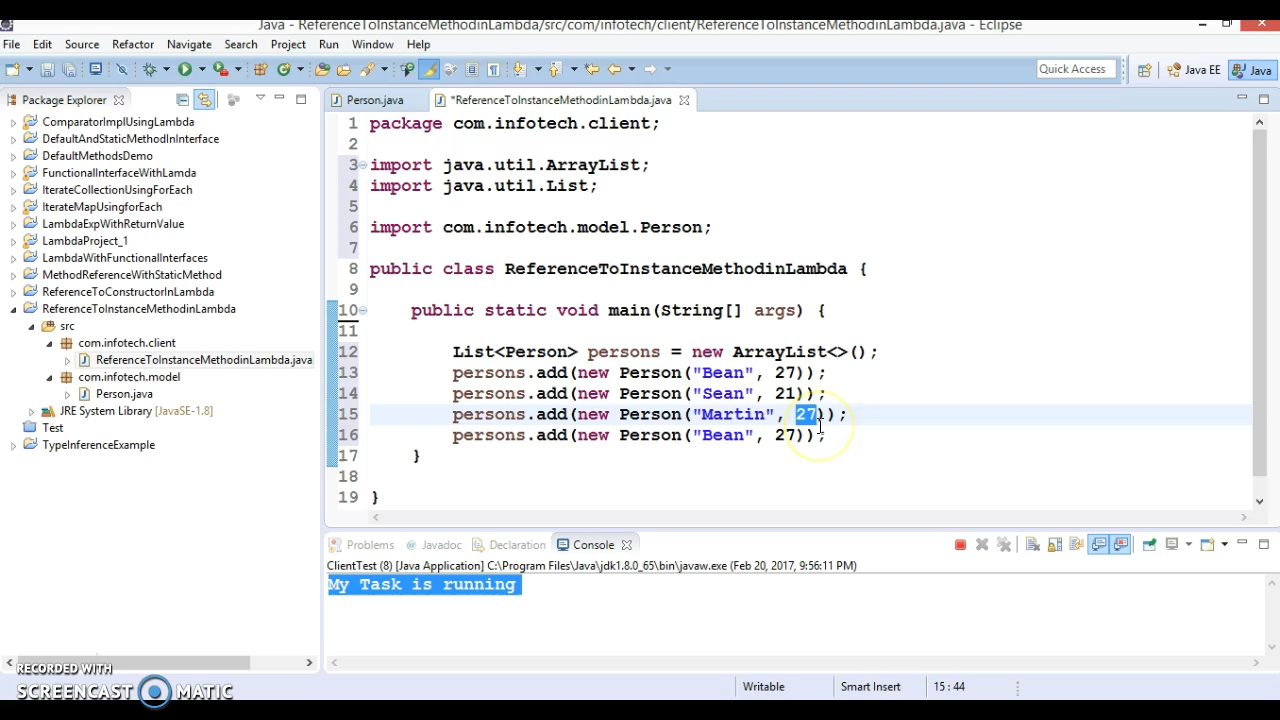 Java - ReferenceToInstanceMethodinLambda/src/com/infotech/client/ReferenceToInstanceMethodinLambda.java - Eclipse
File Edit Source Refactor Navigate Search Project Run Window Help
Quick Access Java EE Java
Package Explorer
Person.java *ReferenceToInstanceMethodinLambda.java
ComparatorImplUsingLambda
DefaultAndStaticMethodInInterface
DefaultMethodsDemo
FunctionalInterfaceWithLamda
IterateCollectionUsingForEach
IterateMapUsingforEach
LambdaExpWithReturnValue
LambdaProject_1
LambdaWithFunctionalInterfaces
MethodReferenceWithStaticMethod
ReferenceToConstructorInLambda
ReferenceToInstanceMethodinLambda
src
com.infotech.client
ReferenceToInstanceMethodinLambda.java
com.infotech.model
Person.java
JRE System Library [JavaSE-1.8]
Test
TypeInferenceExample
1 package com.infotech.client;
2
3 import java.util.ArrayList;
4 import java.util.List;
5
6 import com.infotech.model.Person;
7
8 public class ReferenceToInstanceMethodinLambda {
9
10 public static void main(String[] args) {
11
12 List<Person> persons = new ArrayList<>();
13 persons.add(new Person("Bean", 27));
14 persons.add(new Person("Sean", 21));
15 persons.add(new Person("Martin", 27));
16 persons.add(new Person("Bean", 27));
17 }
18
19 }
Problems @ Javadoc Declaration Console
ClientTest (8) [Java Application] C:\Program Files\Java\jdk1.8.0_65\bin\javaw.exe (Feb 20, 2017, 9:56:11 PM)
My Task is running
Writable Smart Insert 15 : 44
RECORDED WITH
SCREENCAST MATIC